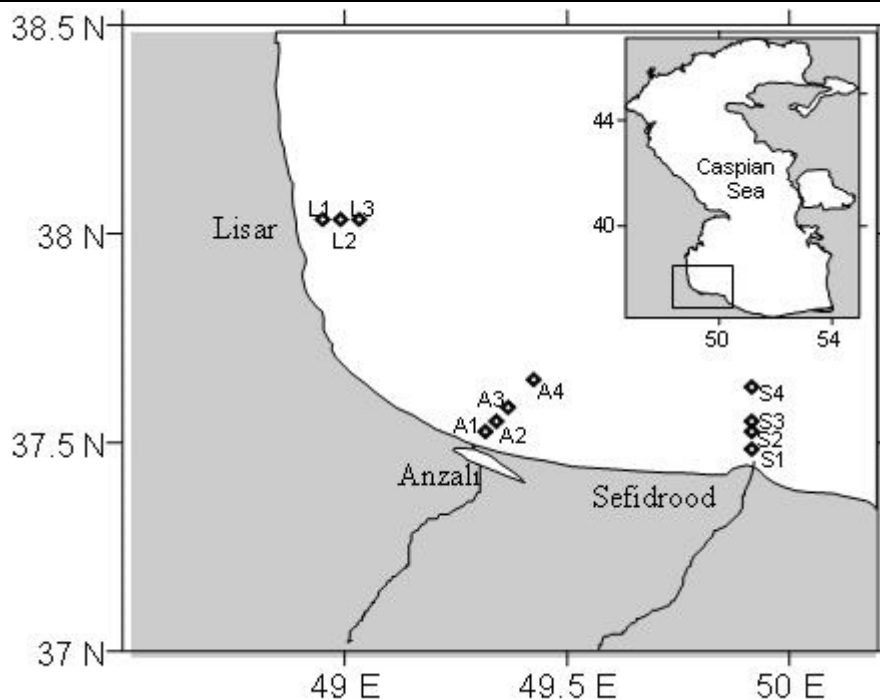 38.5 N
44
Caspian
Sea
40
50 54
L1 L3
L2
Lisar
38 N
A3 A4
A1 A2
S4
S3
S2
S1
37.5 N
Anzali
Sefidrood
37 N
49 E 49.5 E 50 E